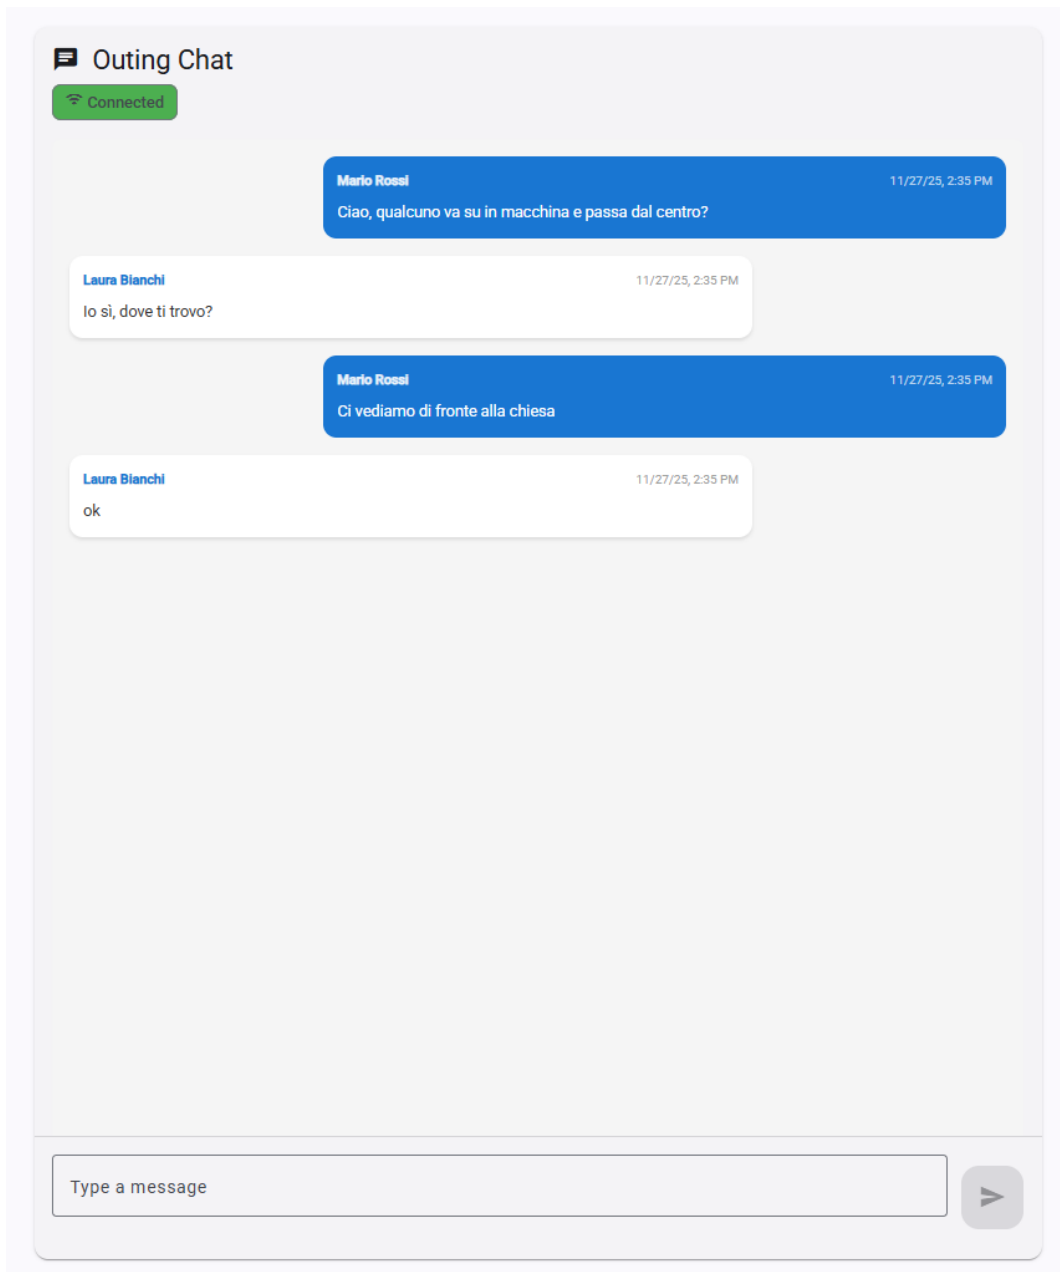 Outing Chat
Connected
Mario Rossi 11/27/25, 2:35 PM
Ciao, qualcuno va su in macchina e passa dal centro?
Laura Bianchi 11/27/25, 2:35 PM
Io sì, dove ti trovo?
Mario Rossi 11/27/25, 2:35 PM
Ci vediamo di fronte alla chiesa
Laura Bianchi 11/27/25, 2:35 PM
ok
Type a message